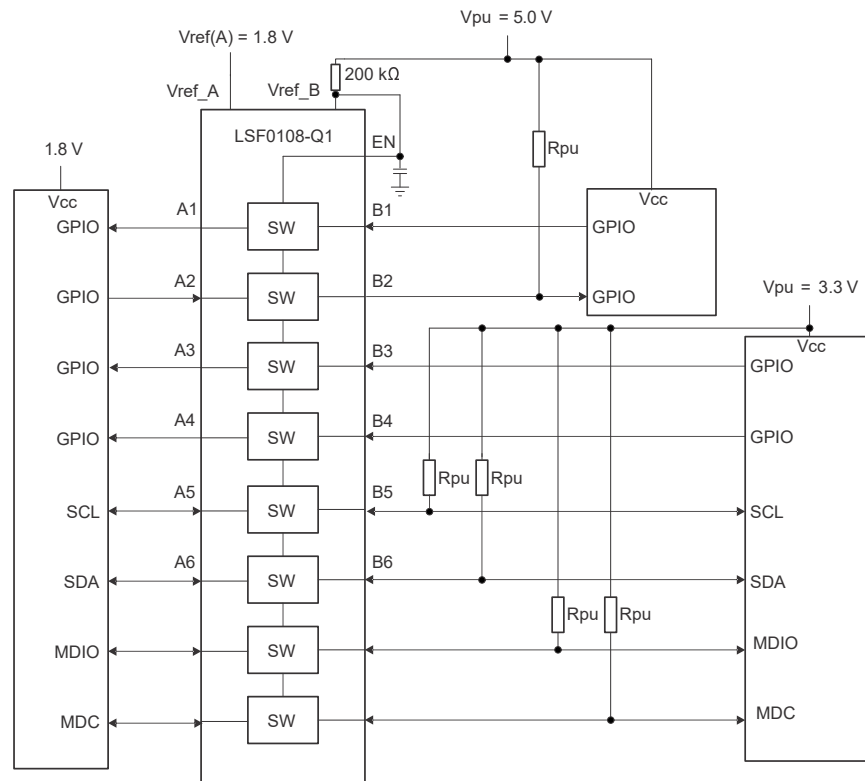 Vpu = 5.0 V
Vref(A) = 1.8 V
200 kΩ
Vref_A
Vref_B
LSF0108-Q1
EN
Rpu
1.8 V
Vcc
Vcc
GPIO
A1
SW
B1
GPIO
GPIO
A2
SW
B2
GPIO
Vpu = 3.3 V
Vcc
GPIO
A3
SW
B3
GPIO
GPIO
A4
SW
B4
GPIO
Rpu
Rpu
SCL
A5
SW
B5
SCL
SDA
A6
SW
B6
SDA
Rpu
Rpu
MDIO
SW
MDIO
MDC
SW
MDC